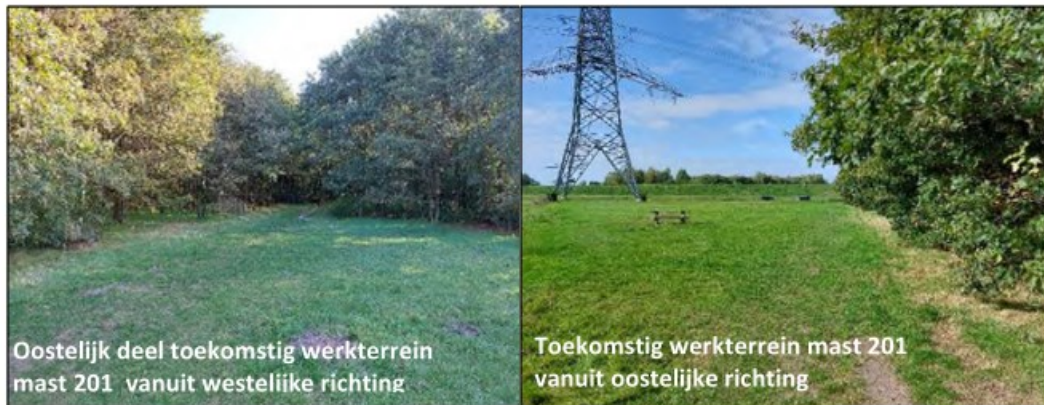 Oostelijk deel toekomstig werkterrein
mast 201 vanuit westelijke richting
Toekomstig werkterrein mast 201
vanuit oostelijke richting